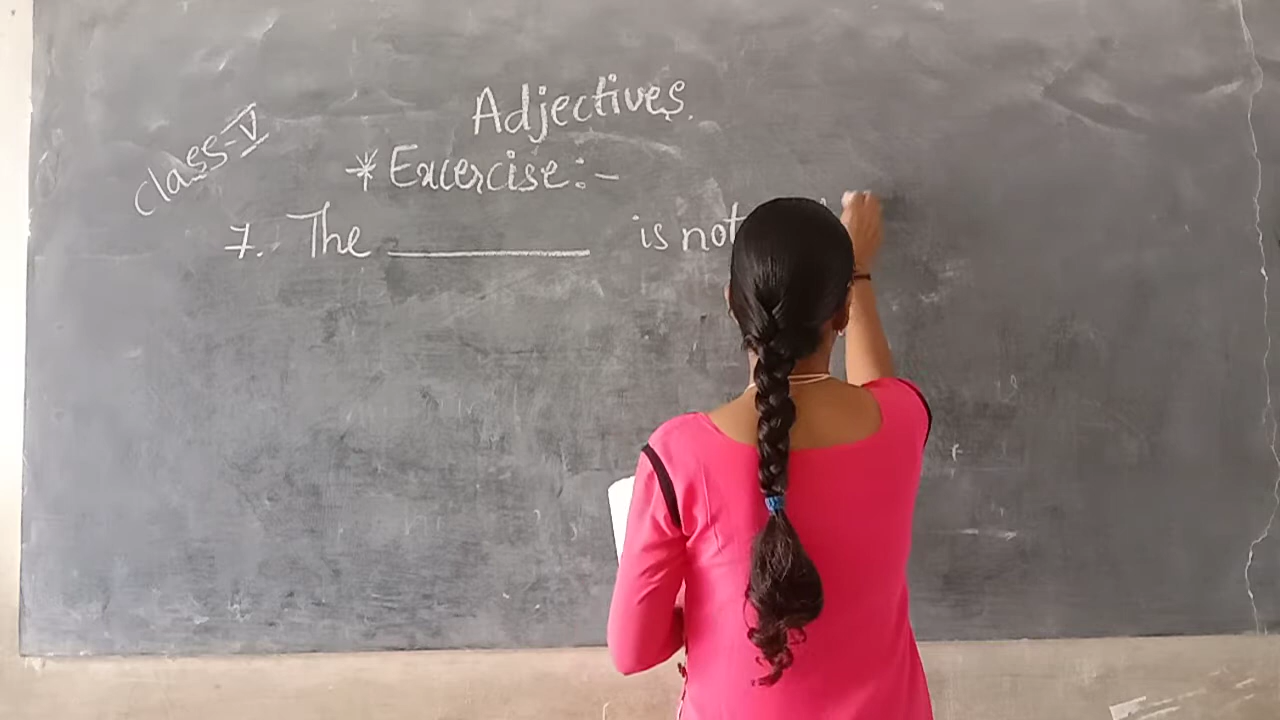 Adjectives.
Class-V
* Excercise:-
7. The ________ is not